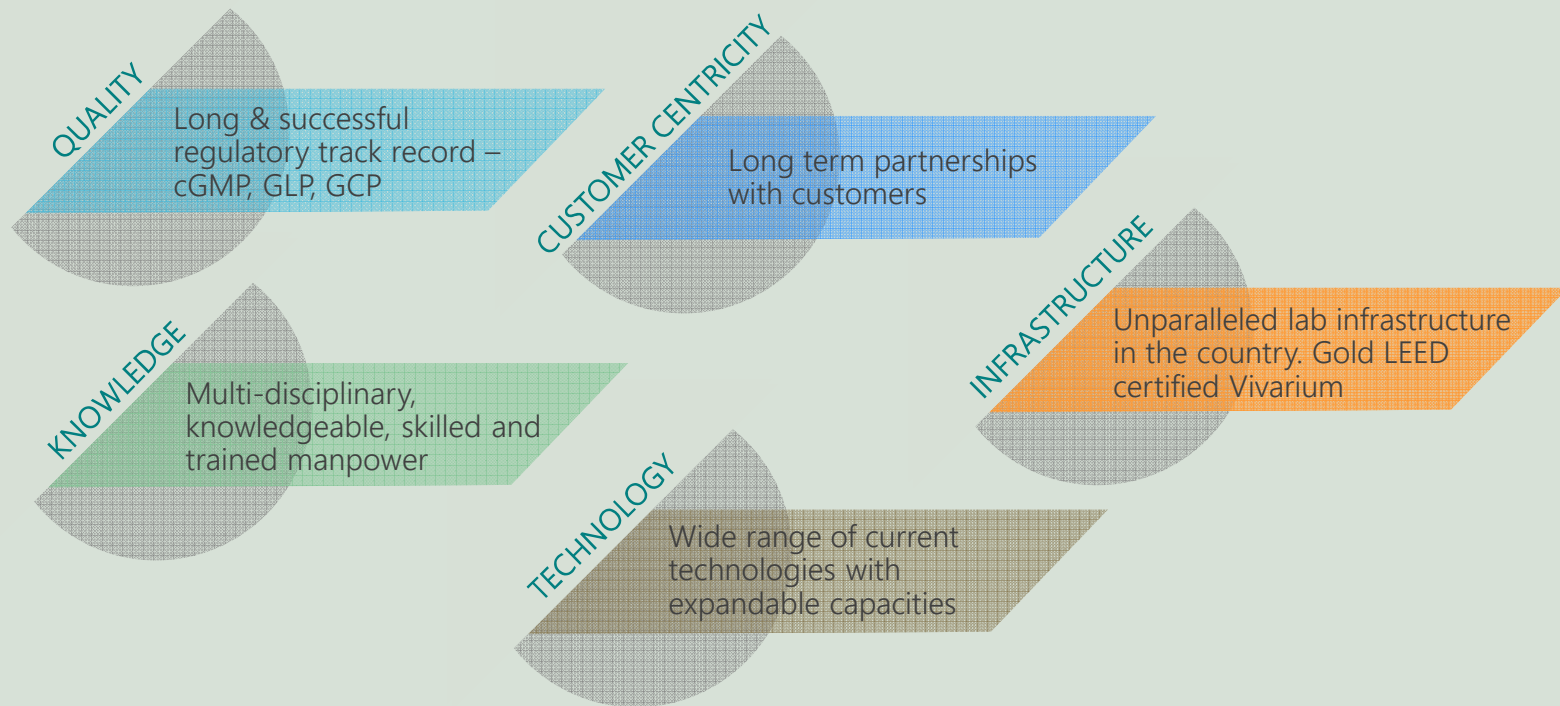 QUALITY
Long & successful
regulatory track record –
cGMP, GLP, GCP
CUSTOMER CENTRICITY
Long term partnerships
with customers
INFRASTRUCTURE
Unparalleled lab infrastructure
in the country. Gold LEED
certified Vivarium
KNOWLEDGE
Multi-disciplinary,
knowledgeable, skilled and
trained manpower
TECHNOLOGY
Wide range of current
technologies with
expandable capacities